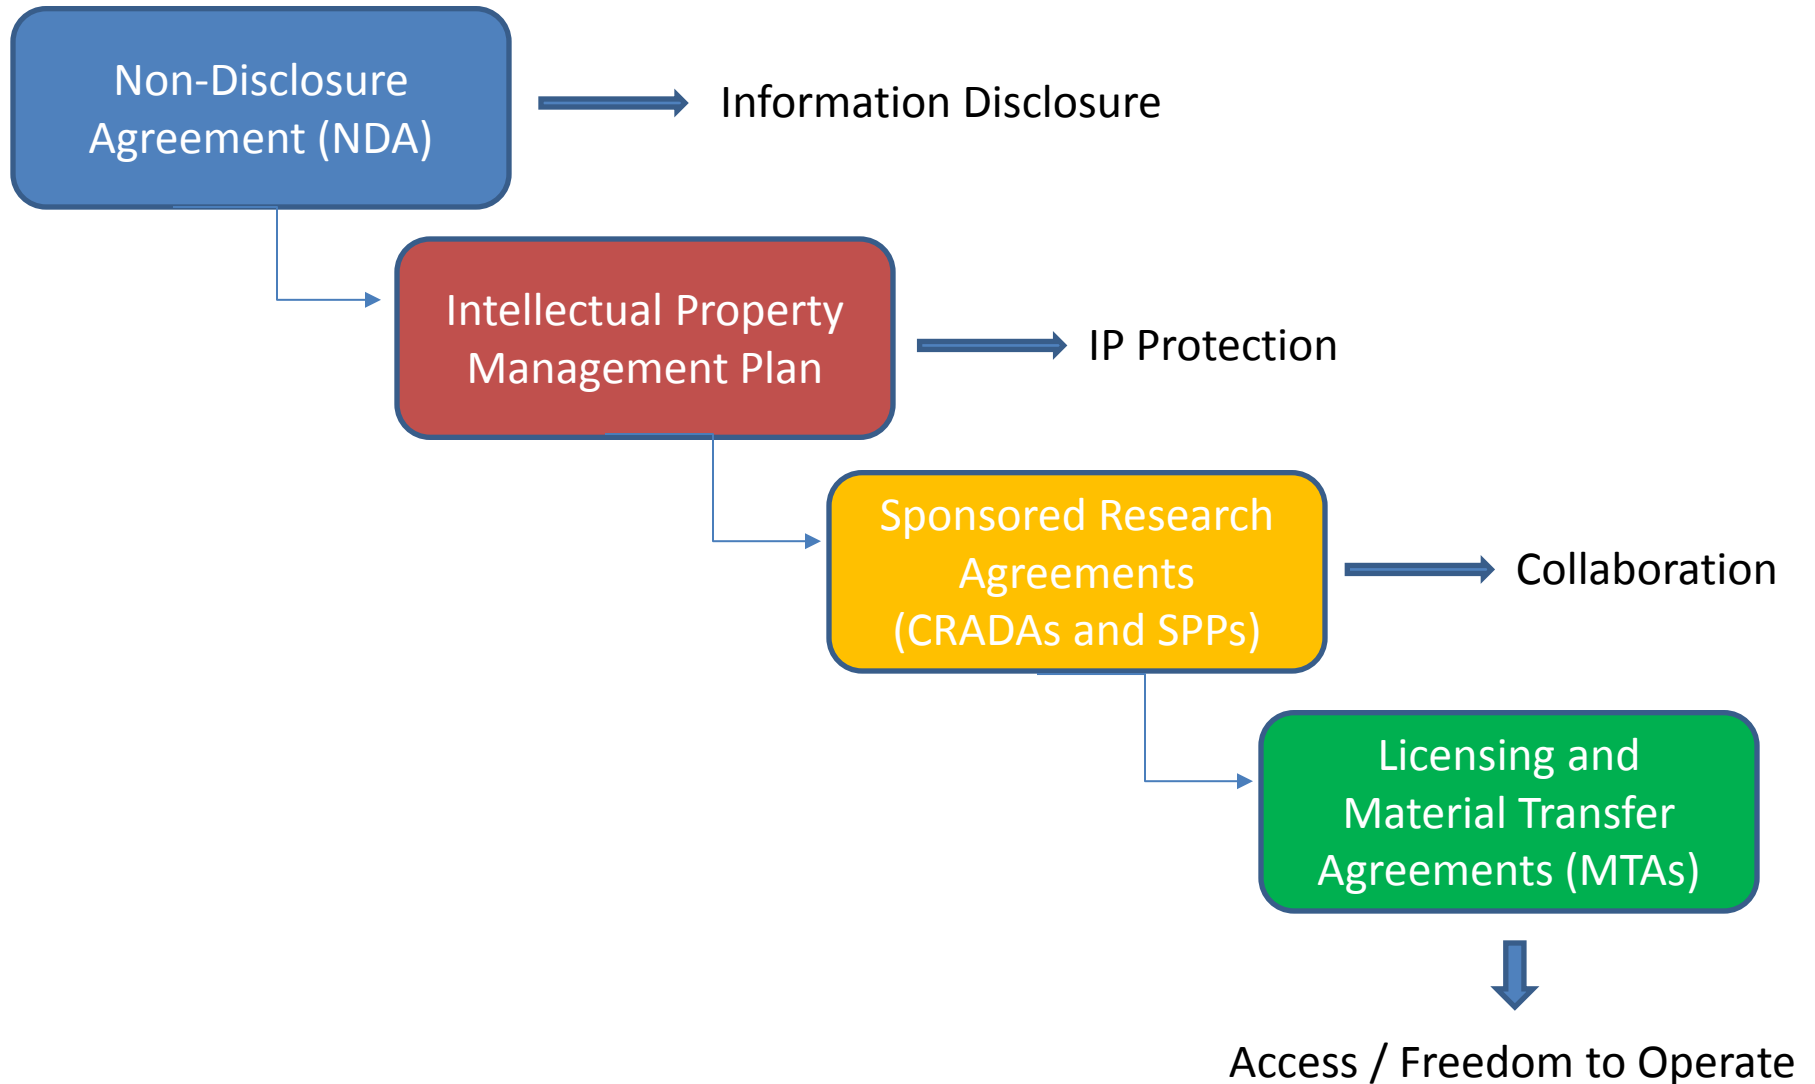 Non-Disclosure
Agreement (NDA)
Information Disclosure
Intellectual Property
Management Plan
IP Protection
Sponsored Research
Agreements
(CRADAs and SPPs)
Collaboration
Licensing and
Material Transfer
Agreements (MTAs)
Access / Freedom to Operate